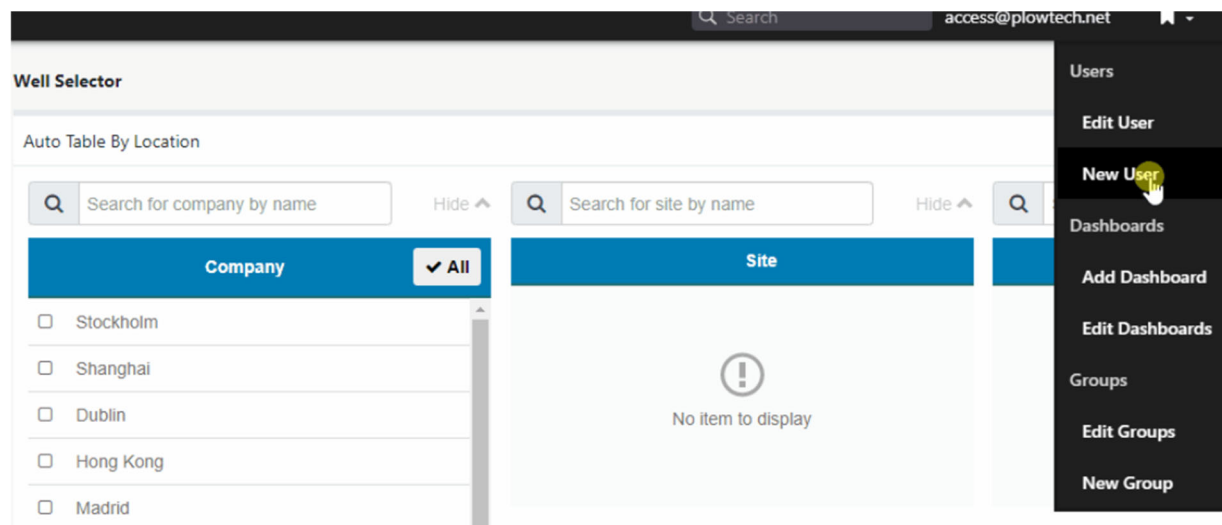 Search
access@plowtech.net
Well Selector
Auto Table By Location
Search for company by name
Hide
Search for site by name
Hide
Company
All
Site
Stockholm
Shanghai
Dublin
Hong Kong
Madrid
No item to display
Users
Edit User
New User
Dashboards
Add Dashboard
Edit Dashboards
Groups
Edit Groups
New Group